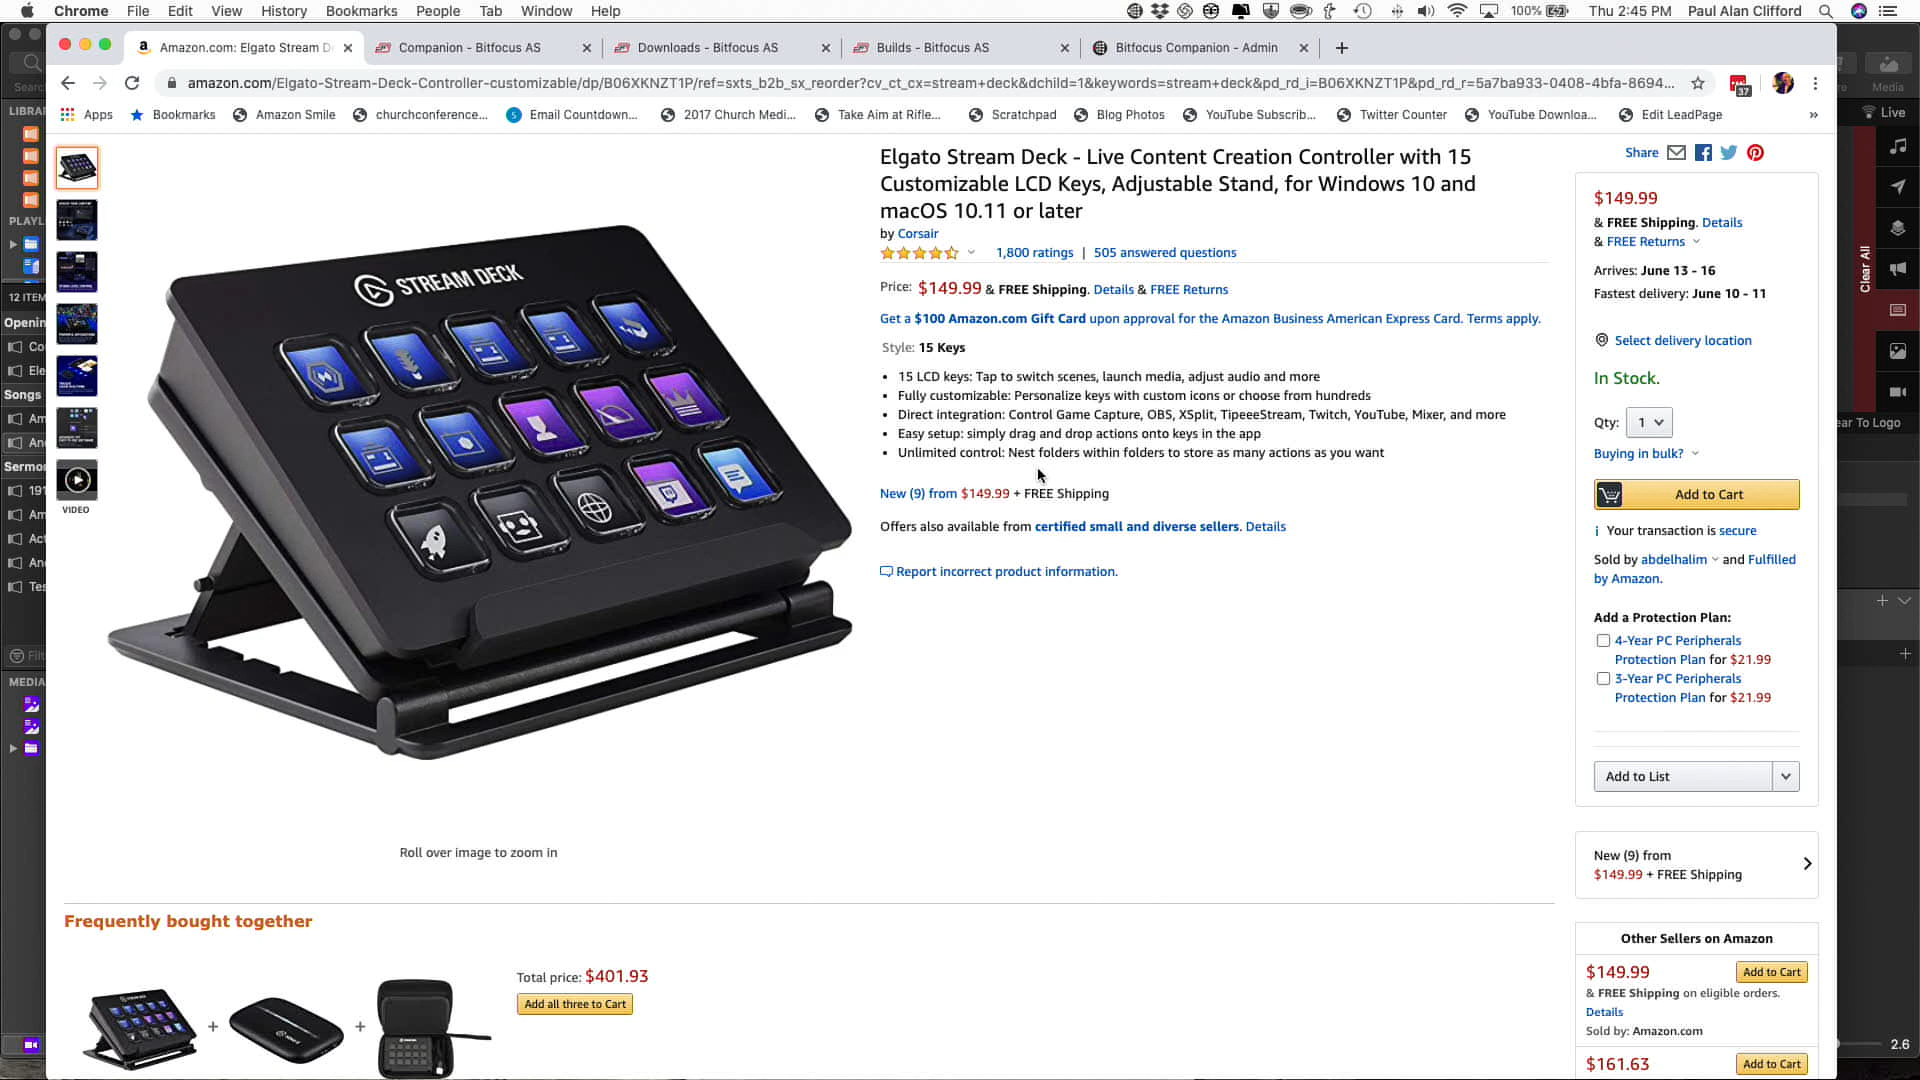 Chrome File Edit View History Bookmarks People Tab Window Help
100% Thu 2:45 PM Paul Alan Clifford
Amazon.com: Elgato Stream D
Companion - Bitfocus AS
Downloads - Bitfocus AS
Builds - Bitfocus AS
Bitfocus Companion - Admin
amazon.com/Elgato-Stream-Deck-Controller-customizable/dp/B06XKNZT1P/ref=sxts_b2b_sx_reorder?cv_ct_cx=stream+deck&dchild=1&keywords=stream+deck&pd_rd_i=B06XKNZT1P&pd_rd_r=5a7ba933-0408-4bfa-8694...
37
Apps Bookmarks Amazon Smile churchconference... Email Countdown... 2017 Church Medi... Take Aim at Rifle... Scratchpad Blog Photos YouTube Subscrib... Twitter Counter YouTube Downloa... Edit LeadPage »
Searc
LIBRAR
PLAYL
12 ITEM
Openin
Co
Ele
Songs
Am
And
Sermo
191
Am
Act
And
Tes
Filt
MEDIA
VIDEO
STREAM DECK
Roll over image to zoom in
Elgato Stream Deck - Live Content Creation Controller with 15
Customizable LCD Keys, Adjustable Stand, for Windows 10 and
macOS 10.11 or later
by Corsair
1,800 ratings | 505 answered questions
Price: $149.99 & FREE Shipping. Details & FREE Returns
Get a $100 Amazon.com Gift Card upon approval for the Amazon Business American Express Card. Terms apply.
Style: 15 Keys
• 15 LCD keys: Tap to switch scenes, launch media, adjust audio and more
• Fully customizable: Personalize keys with custom icons or choose from hundreds
• Direct integration: Control Game Capture, OBS, XSplit, TipeeeStream, Twitch, YouTube, Mixer, and more
• Easy setup: simply drag and drop actions onto keys in the app
• Unlimited control: Nest folders within folders to store as many actions as you want
New (9) from $149.99 + FREE Shipping
Offers also available from certified small and diverse sellers. Details
Report incorrect product information.
Share
$149.99
& FREE Shipping. Details
& FREE Returns
Arrives: June 13 - 16
Fastest delivery: June 10 - 11
Select delivery location
In Stock.
Qty: 1
Buying in bulk?
Add to Cart
Your transaction is secure
Sold by abdelhalim and Fulfilled
by Amazon.
Add a Protection Plan:
4-Year PC Peripherals
Protection Plan for $21.99
3-Year PC Peripherals
Protection Plan for $21.99
Add to List
New (9) from
$149.99 + FREE Shipping
Other Sellers on Amazon
$149.99 Add to Cart
& FREE Shipping on eligible orders.
Details
Sold by: Amazon.com
$161.63 Add to Cart
Frequently bought together
+ +
Total price: $401.93
Add all three to Cart
Media
Live
Clear All
ear To Logo
2.6